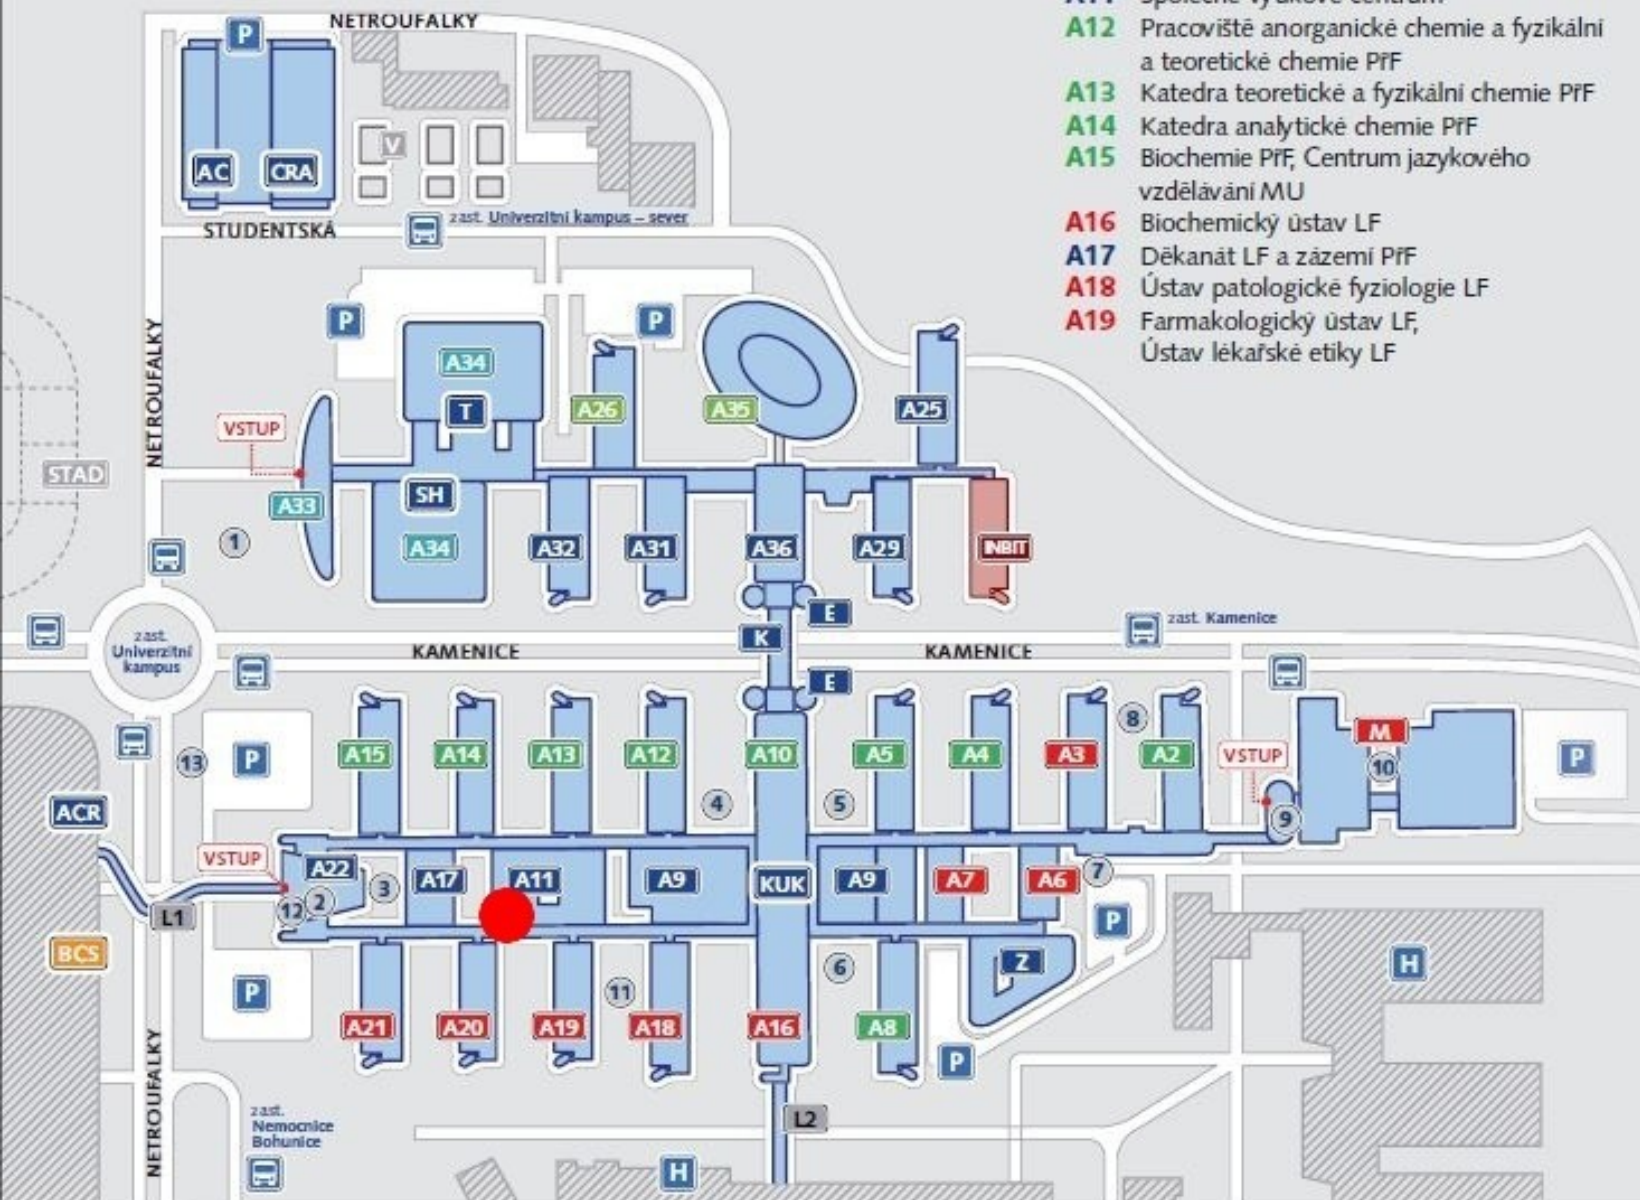 NETROUFALKY
P
A12 Pracoviště anorganické chemie a fyzikální
a teoretické chemie PřF
A13 Katedra teoretické a fyzikální chemie PřF
A14 Katedra analytické chemie PřF
A15 Biochemie PřF, Centrum jazykového
vzdělávání MU
A16 Biochemický ústav LF
A17 Děkanát LF a zázemí PřF
A18 Ústav patologické fyziologie LF
A19 Farmakologický ústav LF,
Ústav lékařské etiky LF
V
AC
CRA
zast. Univerzitní kampus – sever
STUDENTSKÁ
NETROUFALKY
P
P
A34
T
A26
A35
A25
VSTUP
STAD
A33
SH
1
A34
A32
A31
A36
A29
INBIT
E
K
zast. Kamenice
zast.
Univerzitní
kampus
KAMENICE
KAMENICE
E
8
13
P
A15
A14
A13
A12
A10
A5
A4
A3
A2
VSTUP
M
10
P
4
5
9
ACR
VSTUP
A22
A17
A11
A9
KUK
A9
A7
A6
7
3
2
12
L1
P
BCS
P
11
6
Z
H
A21
A20
A19
A18
A16
A8
P
NETROUFALKY
L2
zast.
Nemocnice
Bohunice
H